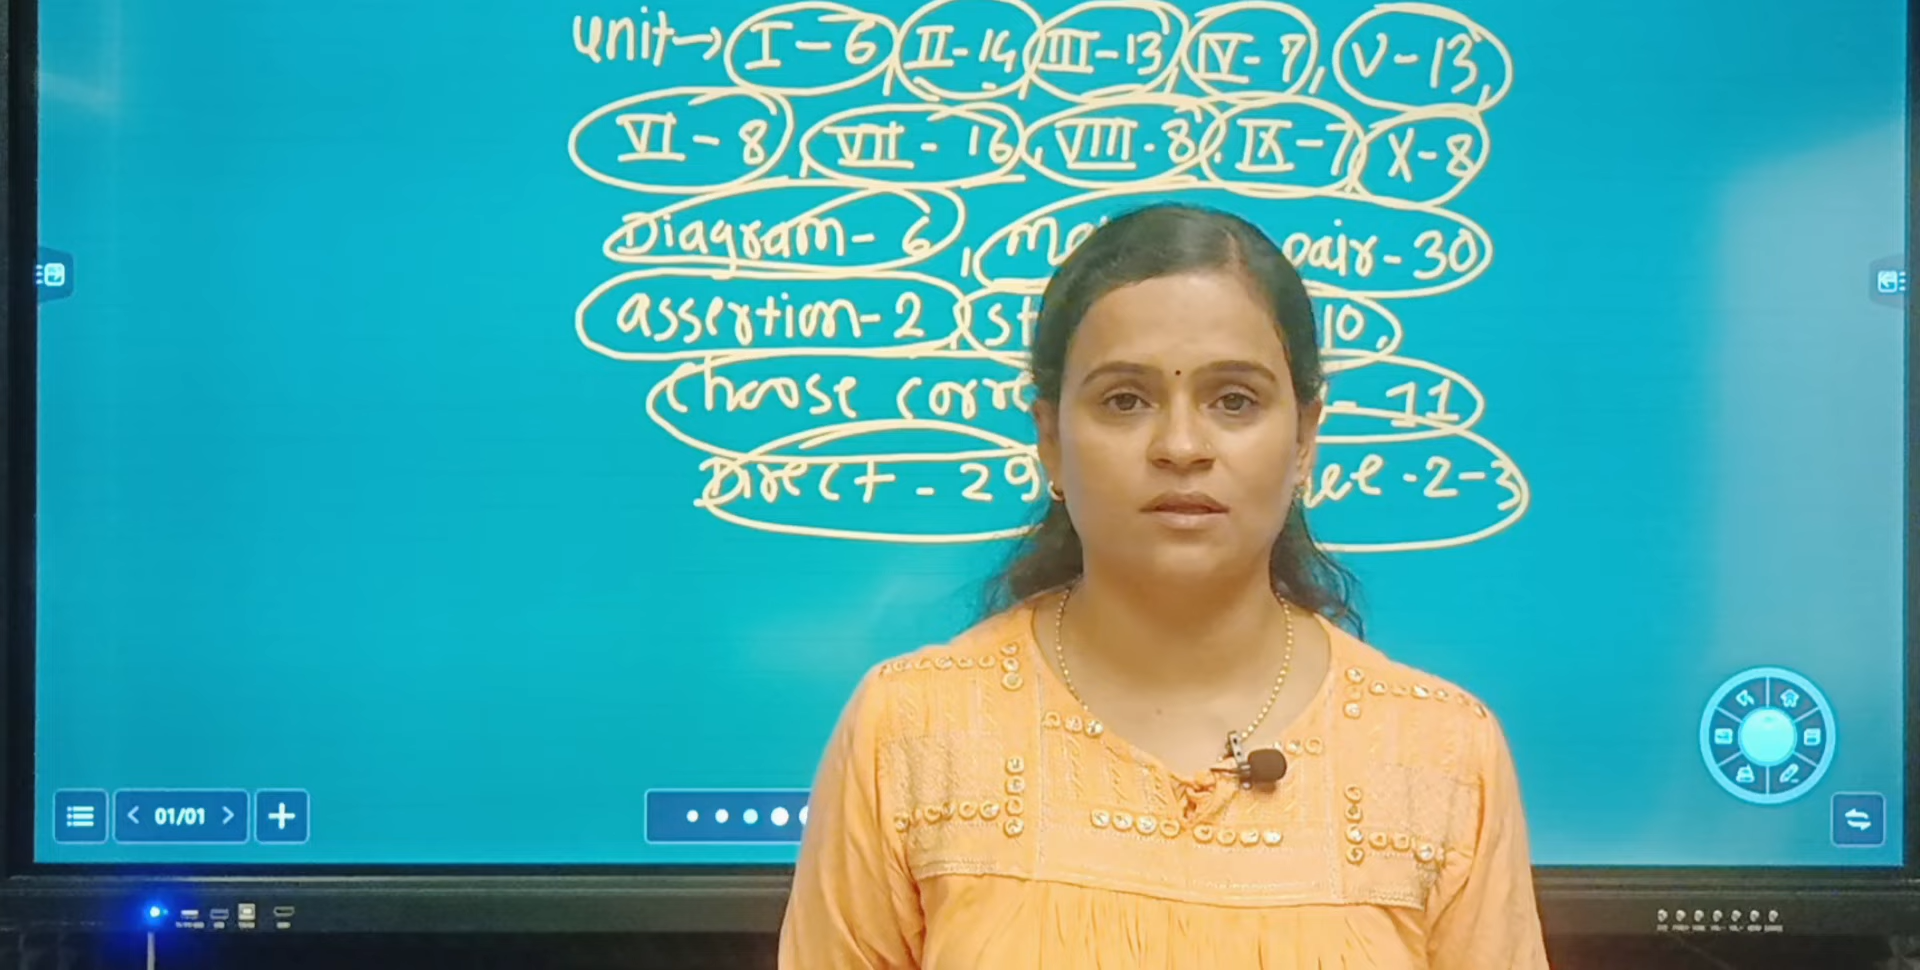 unit → I - 6, II - 14, III - 13, IV - 7, V - 13,
VI - 8, VII - 16, VIII - 8, IX - 7, X - 8
Diagram - 6, pair - 30
assertion - 2, 10,
choose - 11
Direct - 29 - 2-3
01/01